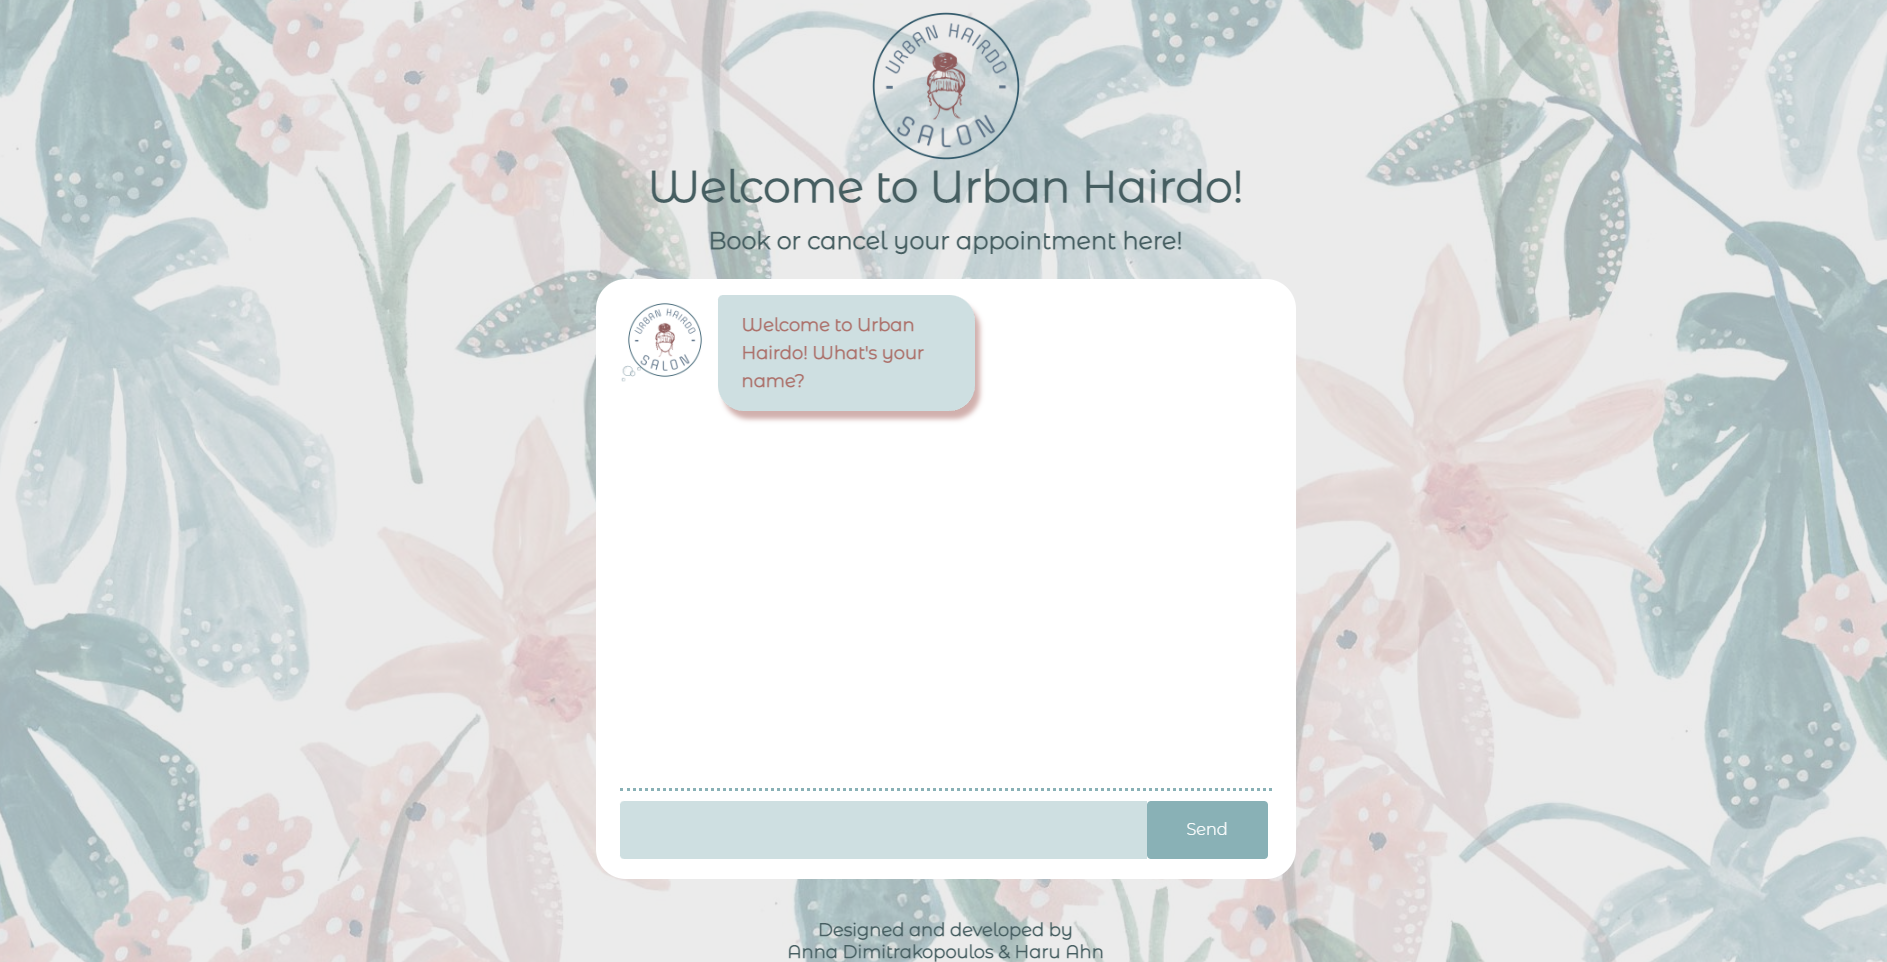 URBAN HAIRDO
SALON
Welcome to Urban Hairdo!
Book or cancel your appointment here!
URBAN HAIRDO
SALON
Welcome to Urban
Hairdo! What's your
name?
Send
Designed and developed by
Anna Dimitrakopoulos & Haru Ahn